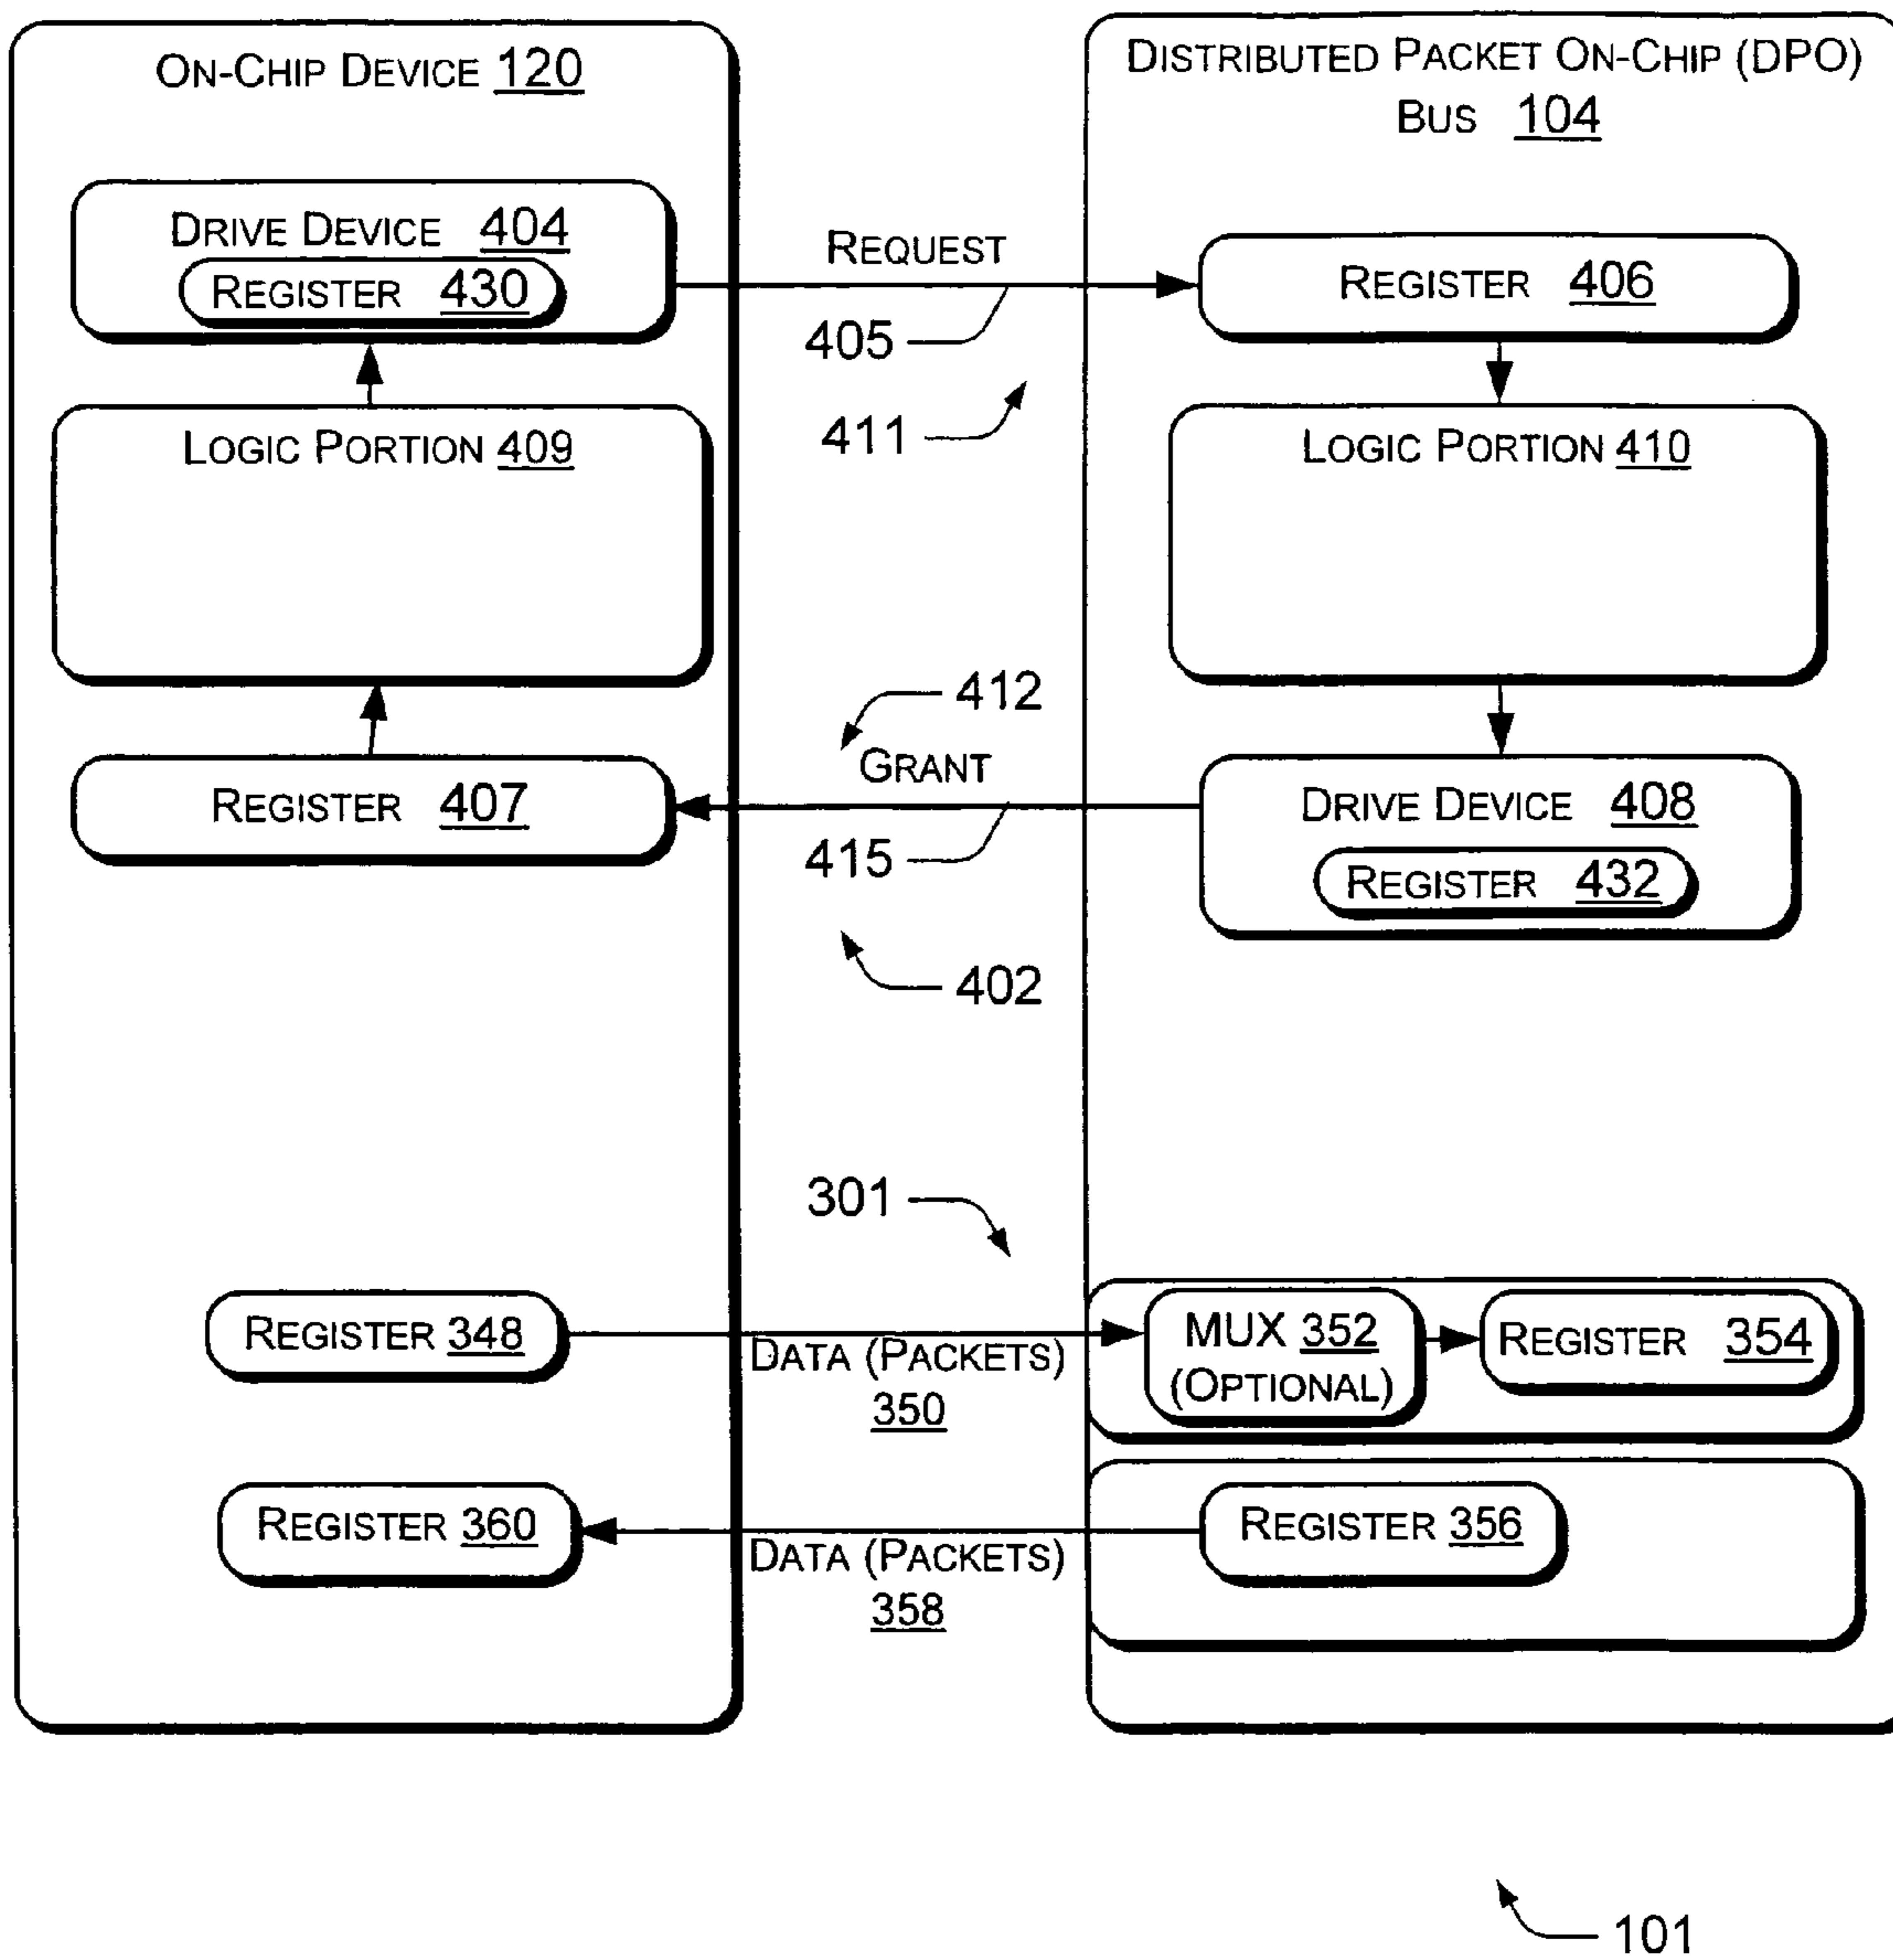 ON-CHIP DEVICE 120
DISTRIBUTED PACKET ON-CHIP (DPO)
BUS 104
DRIVE DEVICE 404
REGISTER 430
REQUEST
405
411
REGISTER 406
LOGIC PORTION 409
LOGIC PORTION 410
412
GRANT
415
402
REGISTER 407
DRIVE DEVICE 408
REGISTER 432
301
REGISTER 348
DATA (PACKETS)
350
MUX 352
(OPTIONAL)
REGISTER 354
REGISTER 360
DATA (PACKETS)
358
REGISTER 356
101